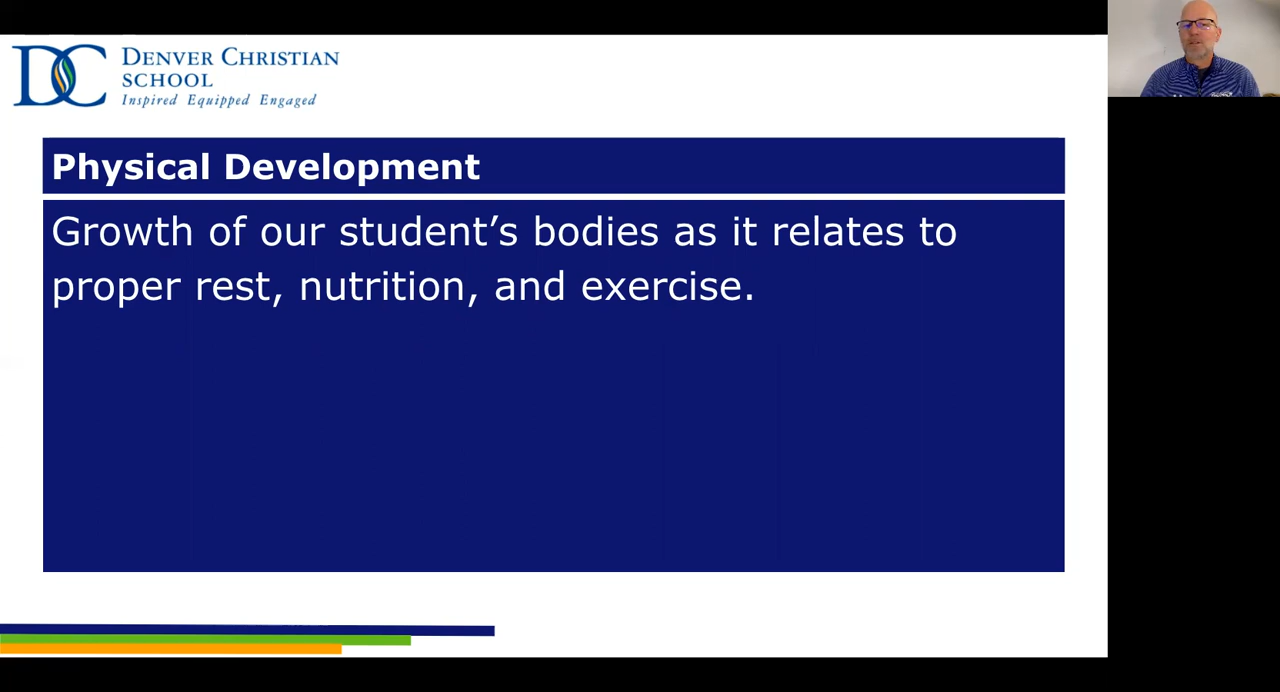 DC
DENVER CHRISTIAN
SCHOOL
Inspired Equipped Engaged
Physical Development
Growth of our student’s bodies as it relates to
proper rest, nutrition, and exercise.